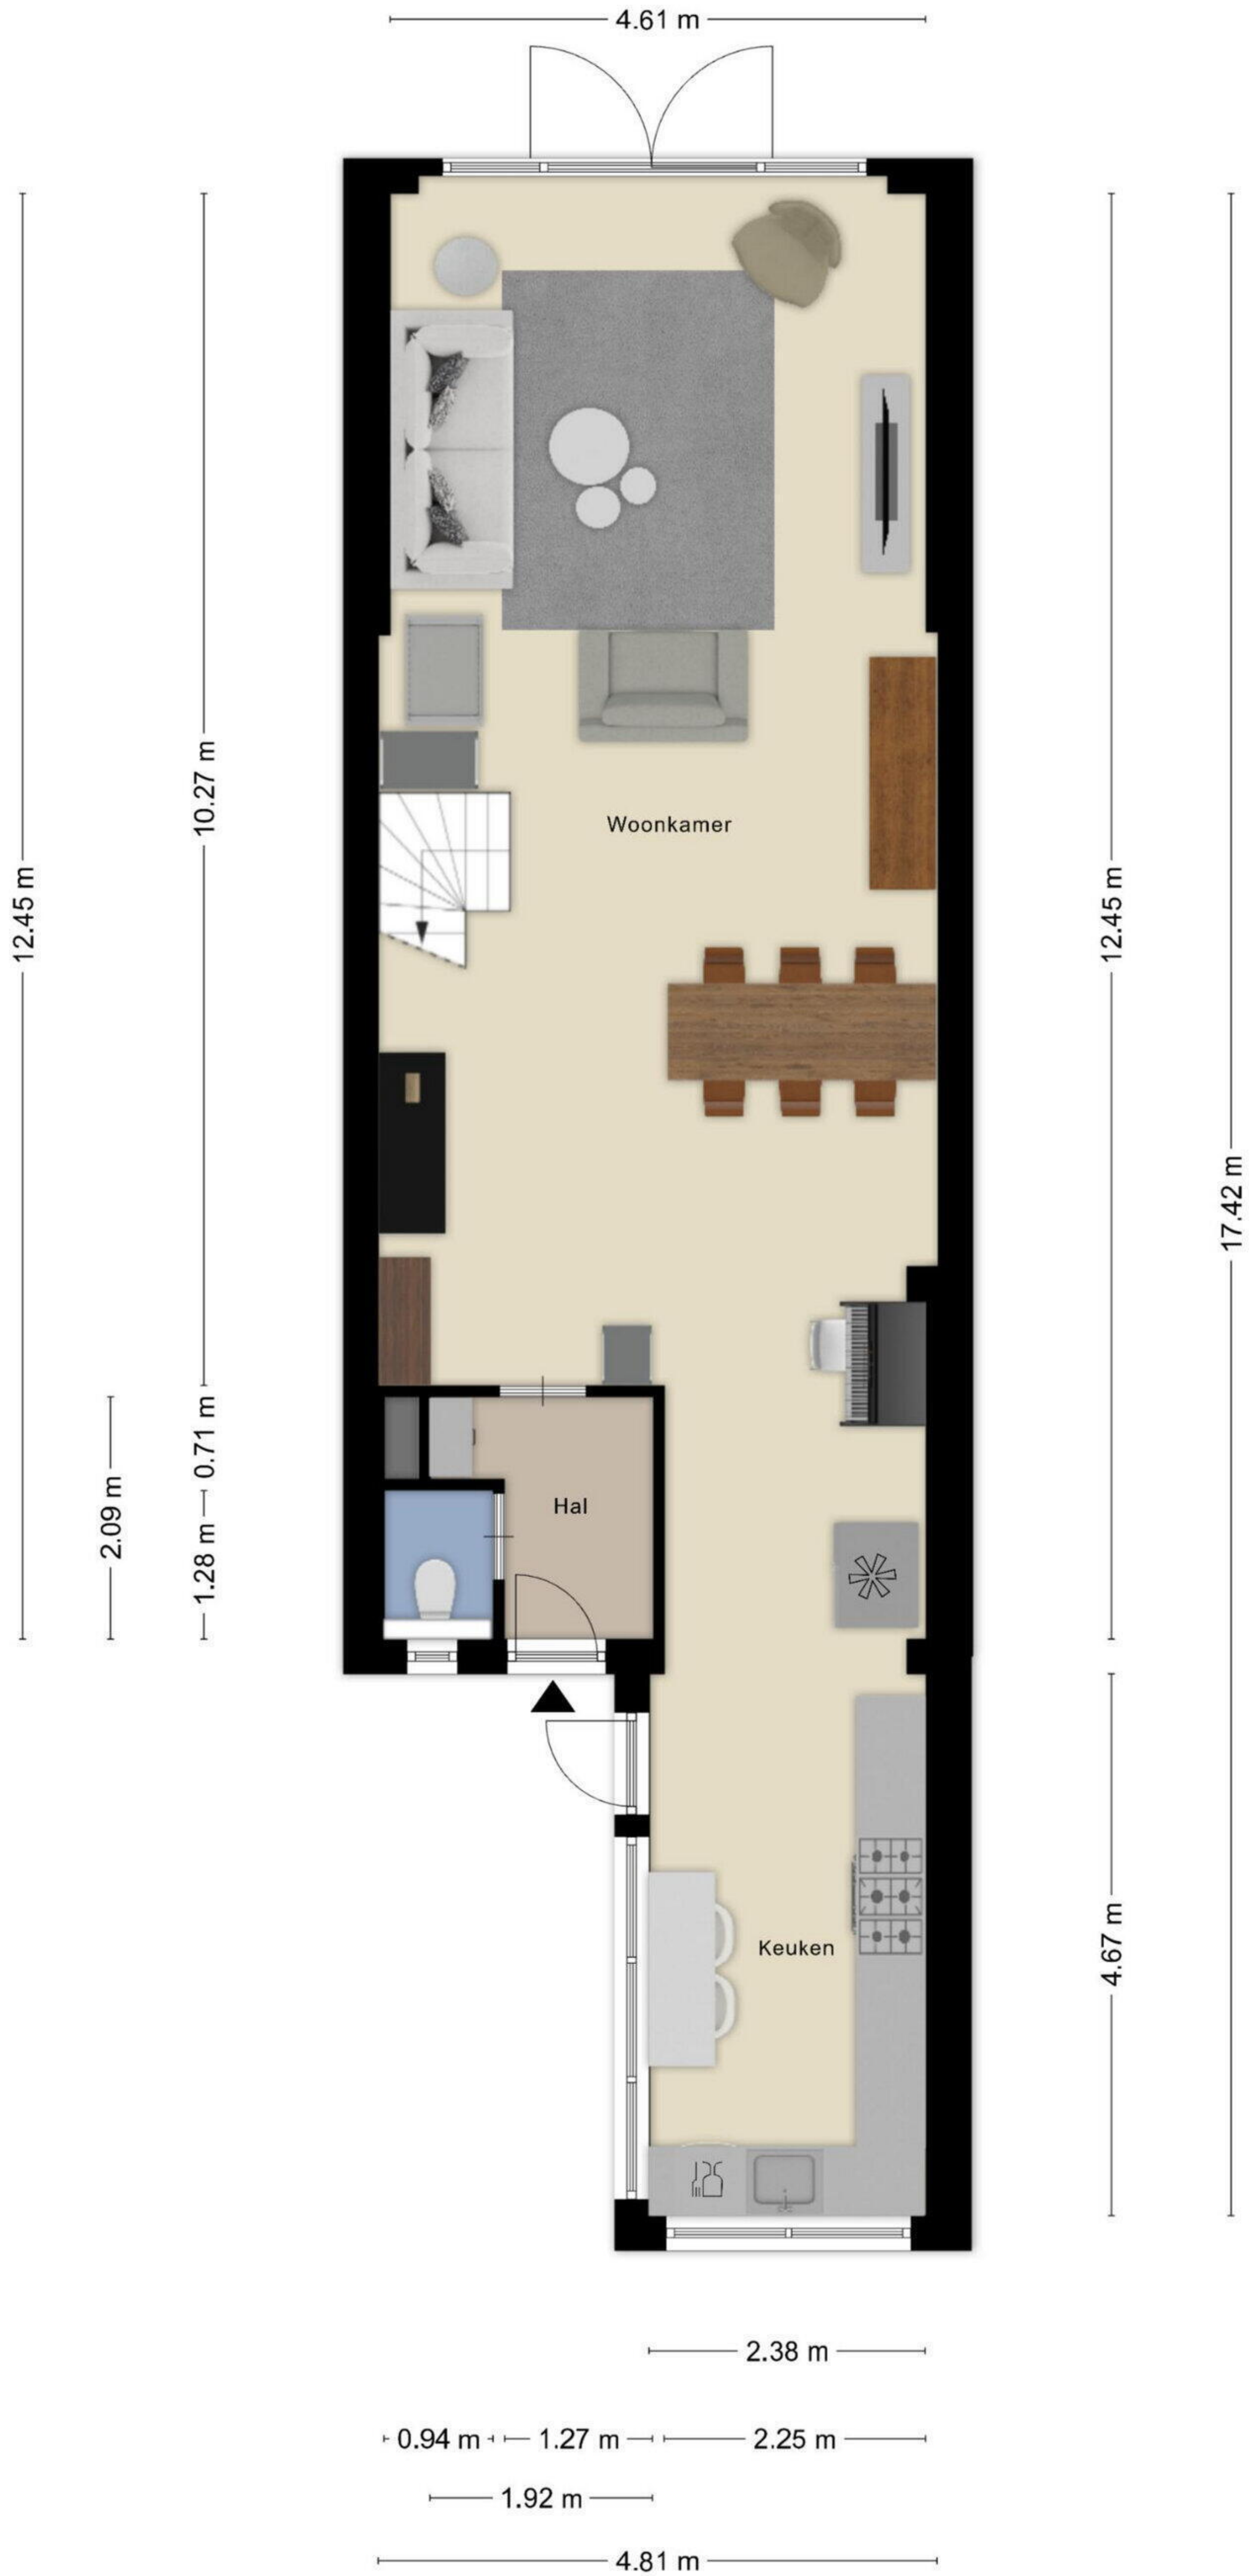 4.61 m
12.45 m
10.27 m
12.45 m
17.42 m
Woonkamer
2.09 m
0.71 m
1.28 m
Hal
4.67 m
Keuken
2.38 m
0.94 m
1.27 m
2.25 m
1.92 m
4.81 m